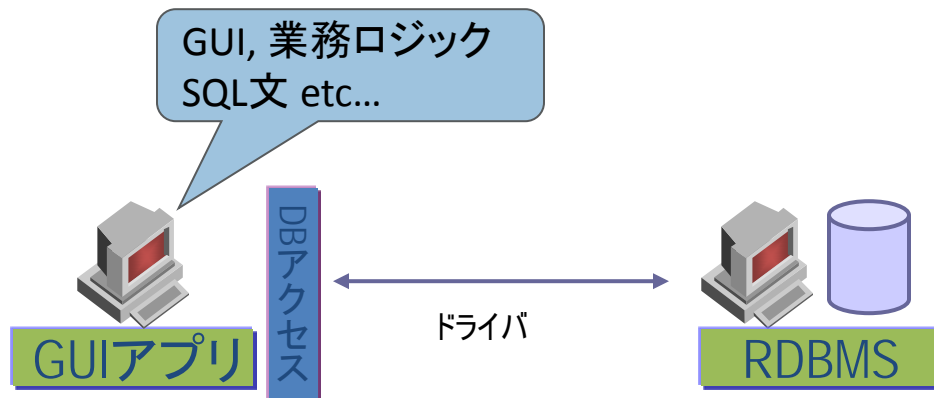 GUI, 業務ロジック
SQL文 etc...
DBアクセス
ドライバ
GUIアプリ
RDBMS